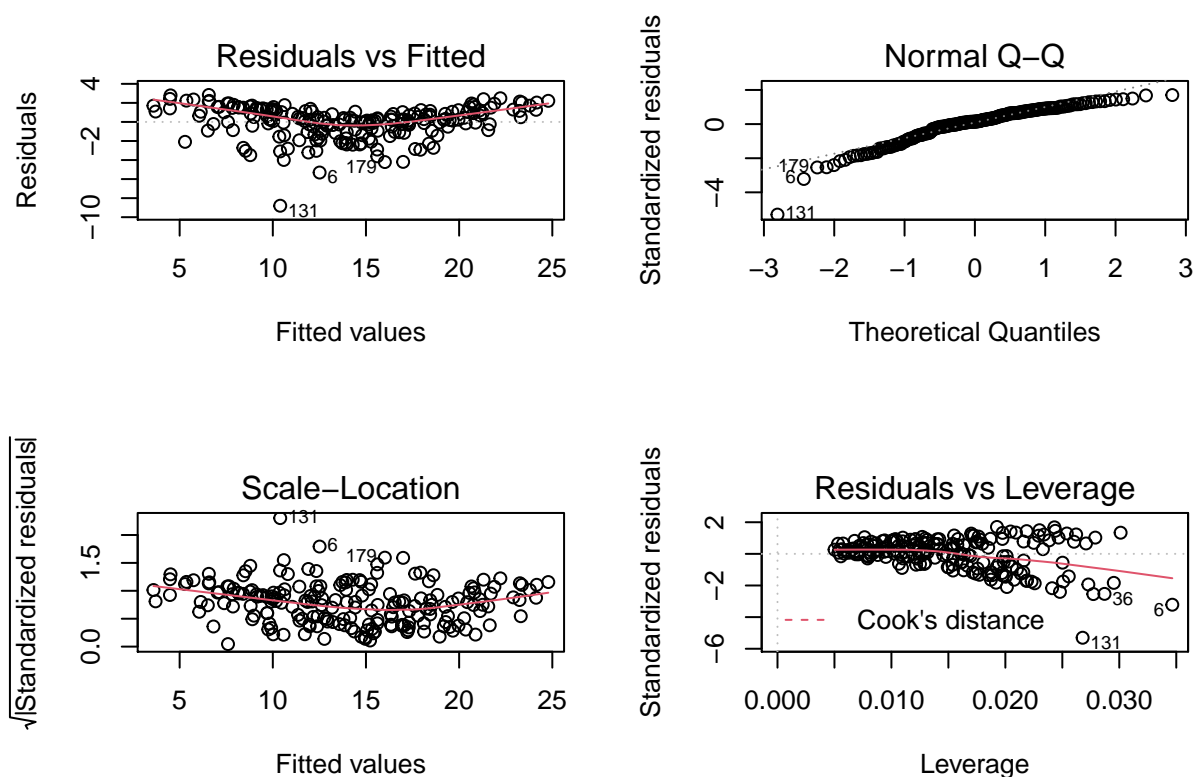 Residuals vs Fitted
Residuals
4
−2
−10
5 10 15 20 25
Fitted values
179
6
131
Normal Q−Q
Standardized residuals
0
−4
−3 −2 −1 0 1 2 3
Theoretical Quantiles
179
6
131
Scale−Location
√|Standardized residuals|
1.5
0.0
5 10 15 20 25
Fitted values
131
6
179
Residuals vs Leverage
Standardized residuals
2
−2
−6
0.000 0.010 0.020 0.030
Leverage
Cook's distance
36
6
131